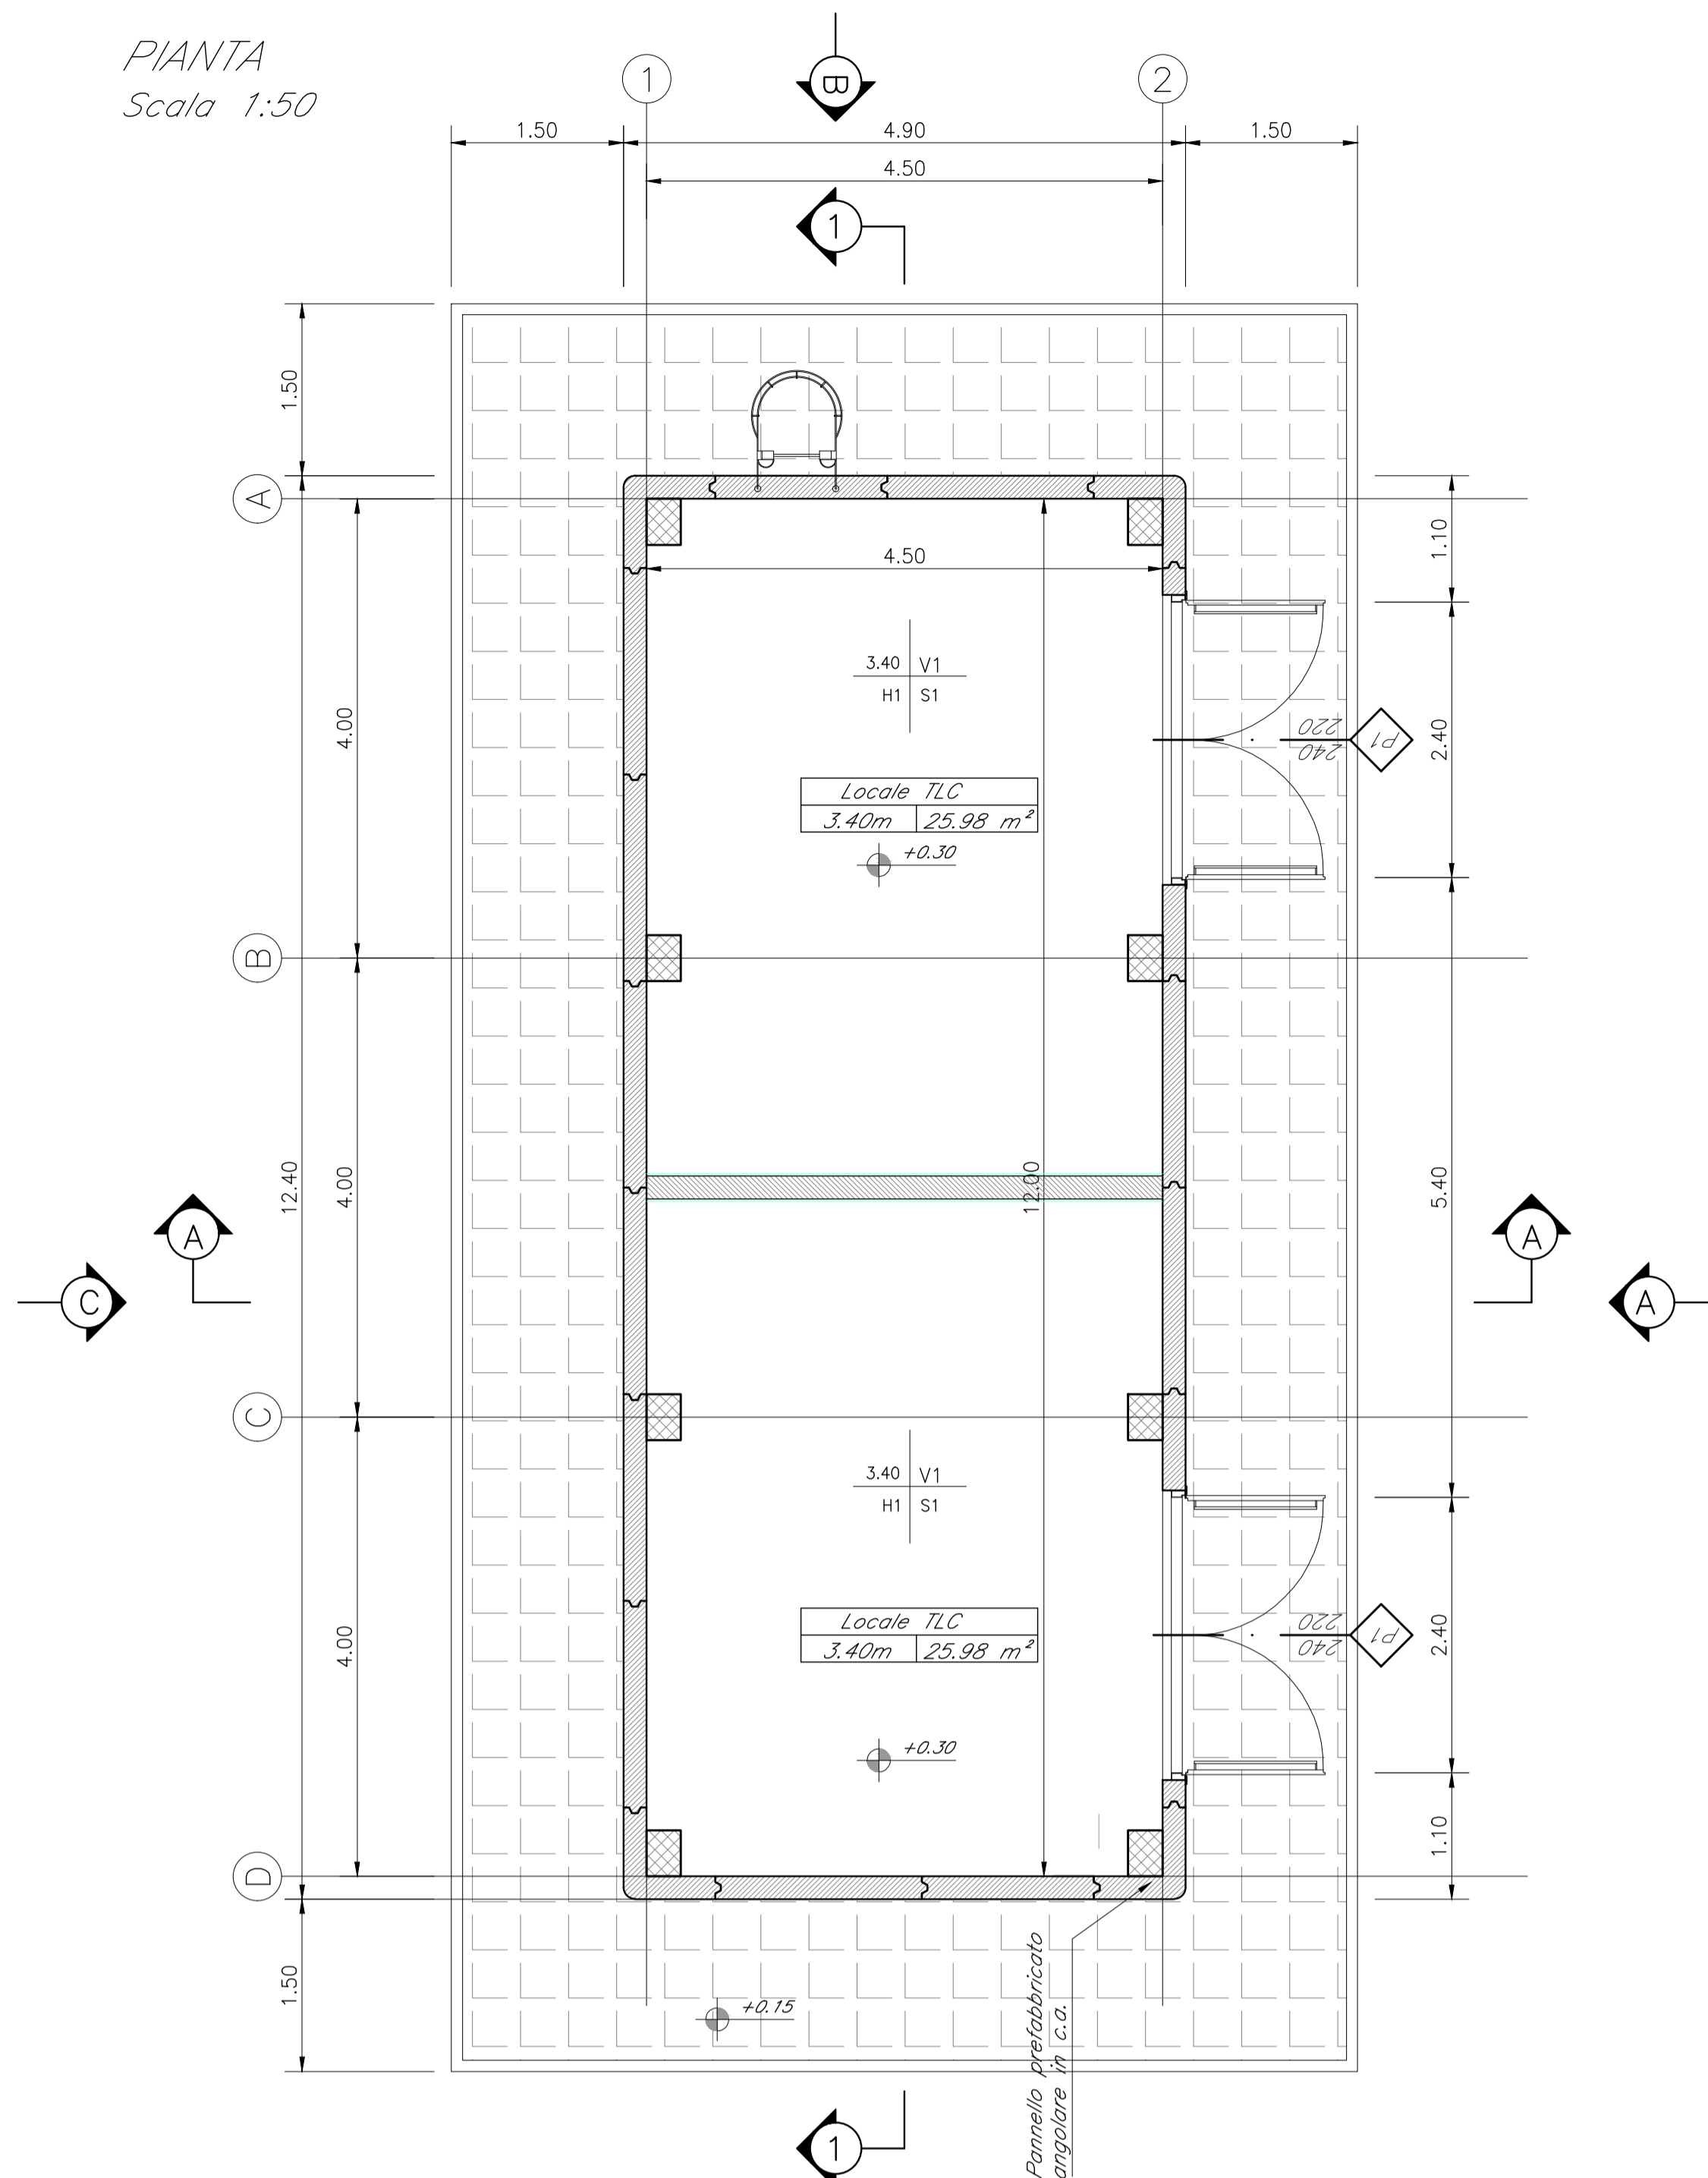 PIANTA
Scala 1:50
1
B
2
1.50
4.90
1.50
4.50
1
1.50
A
1.10
4.50
4.00
3.40 V1
H1 S1
220
240
P1
2.40
Locale TLC
3.40m 25.98 m²
+0.30
B
12.40
4.00
12.00
5.40
A
A
C
A
C
3.40 V1
H1 S1
4.00
Locale TLC
3.40m 25.98 m²
220
240
P1
2.40
+0.30
1.10
D
1.50
+0.15
Pannello prefabbricato
angolare in c.a.
1